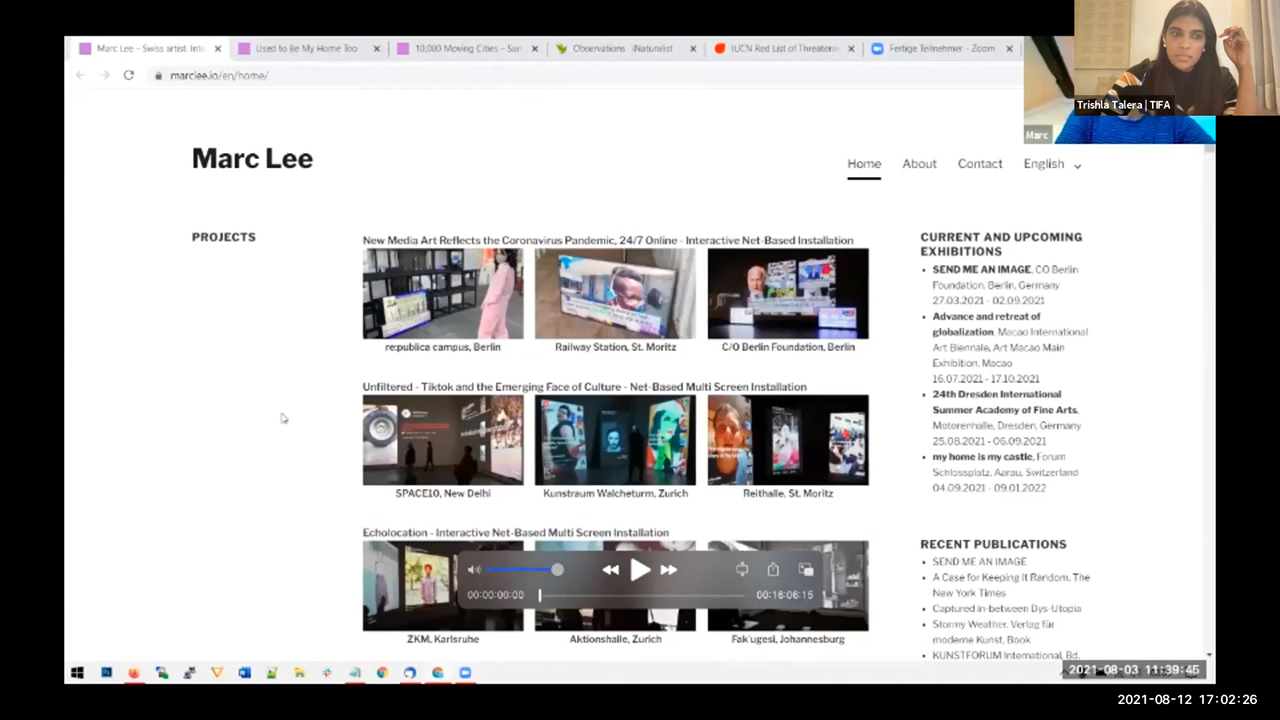 Marc Lee – Swiss artist. Inte
Used to Be My Home Too
10,000 Moving Cities – Sam
Observations · iNaturalist
IUCN Red List of Threaten
Fertige Teilnehmer - Zoom
marclee.io/en/home/
Trishla Talera | TIFA
Marc
Marc Lee
Home
About
Contact
English
PROJECTS
New Media Art Reflects the Coronavirus Pandemic, 24/7 Online - Interactive Net-Based Installation
re:publica campus, Berlin
Railway Station, St. Moritz
C/O Berlin Foundation, Berlin
Unfiltered - Tiktok and the Emerging Face of Culture - Net-Based Multi Screen Installation
SPACE10, New Delhi
Kunstraum Walcheturm, Zurich
Reithalle, St. Moritz
Echolocation - Interactive Net-Based Multi Screen Installation
ZKM, Karlsruhe
Aktionshalle, Zurich
Fak'ugesi, Johannesburg
00:00:00:00
00:16:06:15
CURRENT AND UPCOMING
EXHIBITIONS
SEND ME AN IMAGE, CO Berlin
Foundation, Berlin, Germany
27.03.2021 - 02.09.2021
Advance and retreat of
globalization, Macao International
Art Biennale, Art Macao Main
Exhibition, Macao
16.07.2021 - 17.10.2021
24th Dresden International
Summer Academy of Fine Arts,
Motorenhalle, Dresden, Germany
25.08.2021 - 06.09.2021
my home is my castle, Forum
Schlossplatz, Aarau, Switzerland
04.09.2021 - 09.01.2022
RECENT PUBLICATIONS
SEND ME AN IMAGE
A Case for Keeping It Random. The
New York Times
Captured in-between Dys-Utopia
Stormy Weather. Verlag für
moderne Kunst, Book
KUNSTFORUM International, Bd.
2021-08-03 11:39:45
2021-08-12 17:02:26